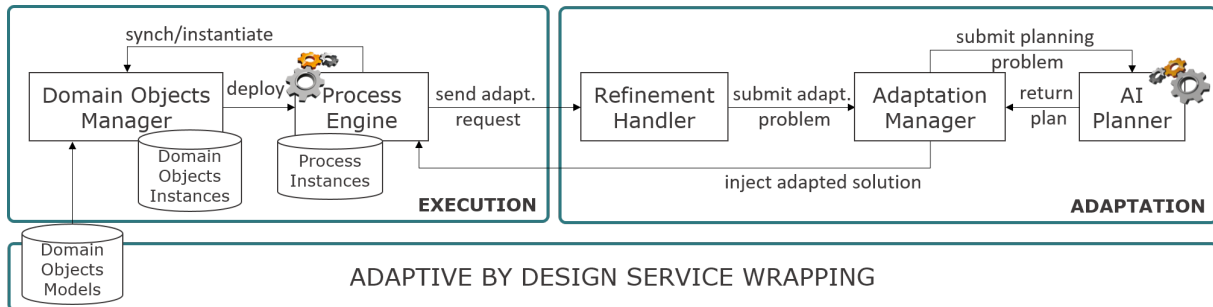 synch/instantiate
Domain Objects
Manager
deploy
Process
Engine
Domain
Objects
Instances
Process
Instances
EXECUTION
send adapt.
request
Refinement
Handler
submit adapt.
problem
Adaptation
Manager
submit planning
problem
return
plan
AI
Planner
inject adapted solution
ADAPTATION
Domain
Objects
Models
ADAPTIVE BY DESIGN SERVICE WRAPPING